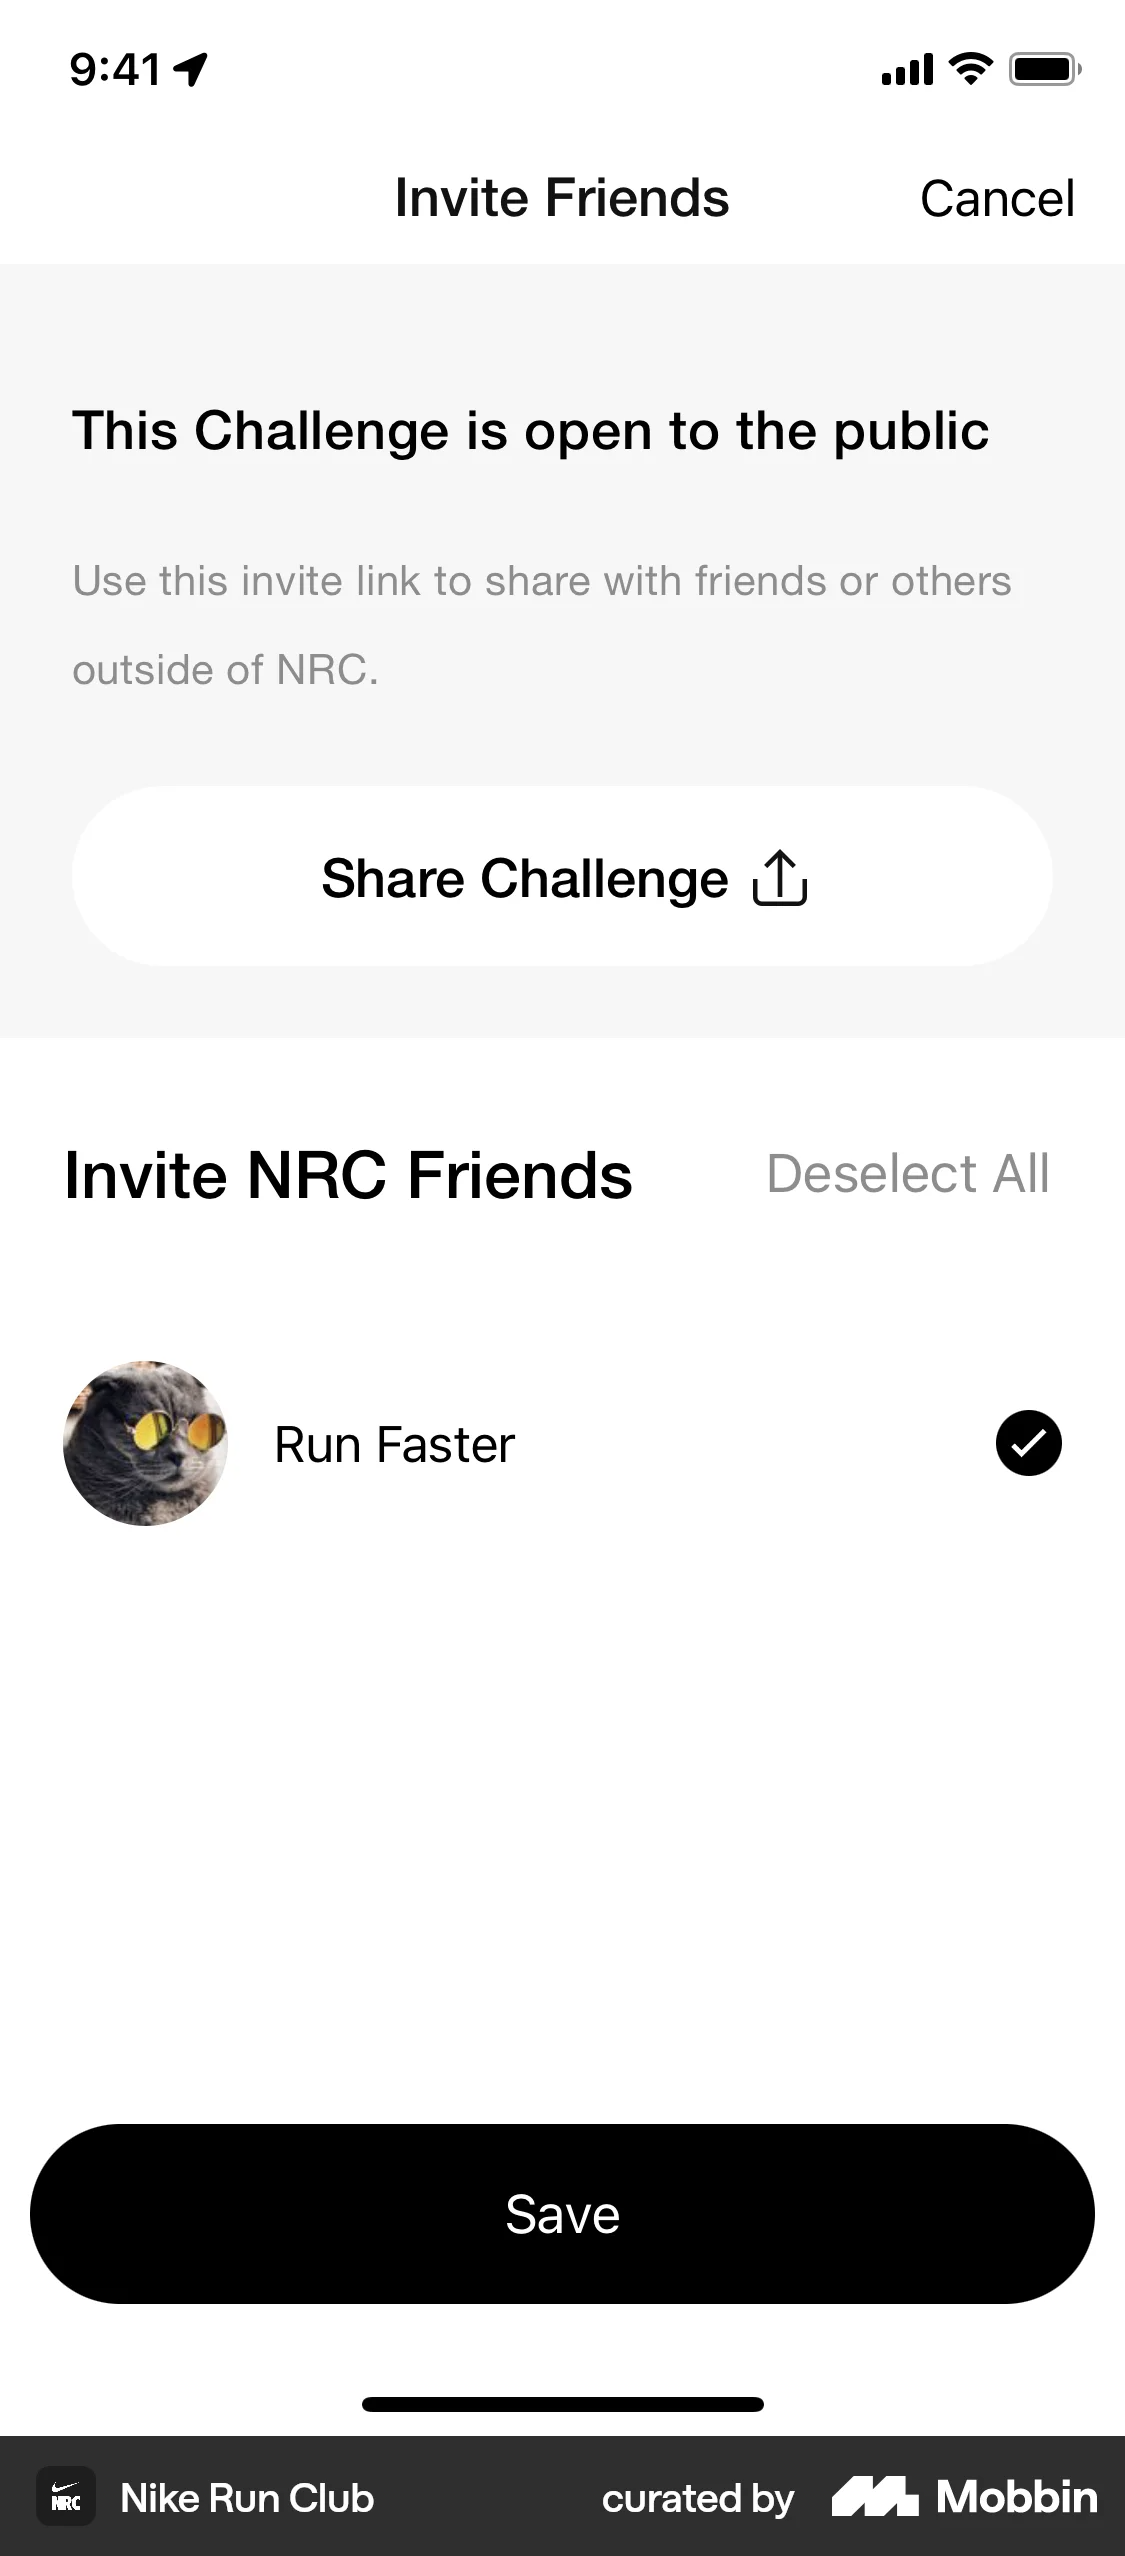 9:41
Invite Friends
Cancel
This Challenge is open to the public
Use this invite link to share with friends or others
outside of NRC.
Share Challenge
Invite NRC Friends
Deselect All
Run Faster
Save
NRC
Nike Run Club
curated by
Mobbin